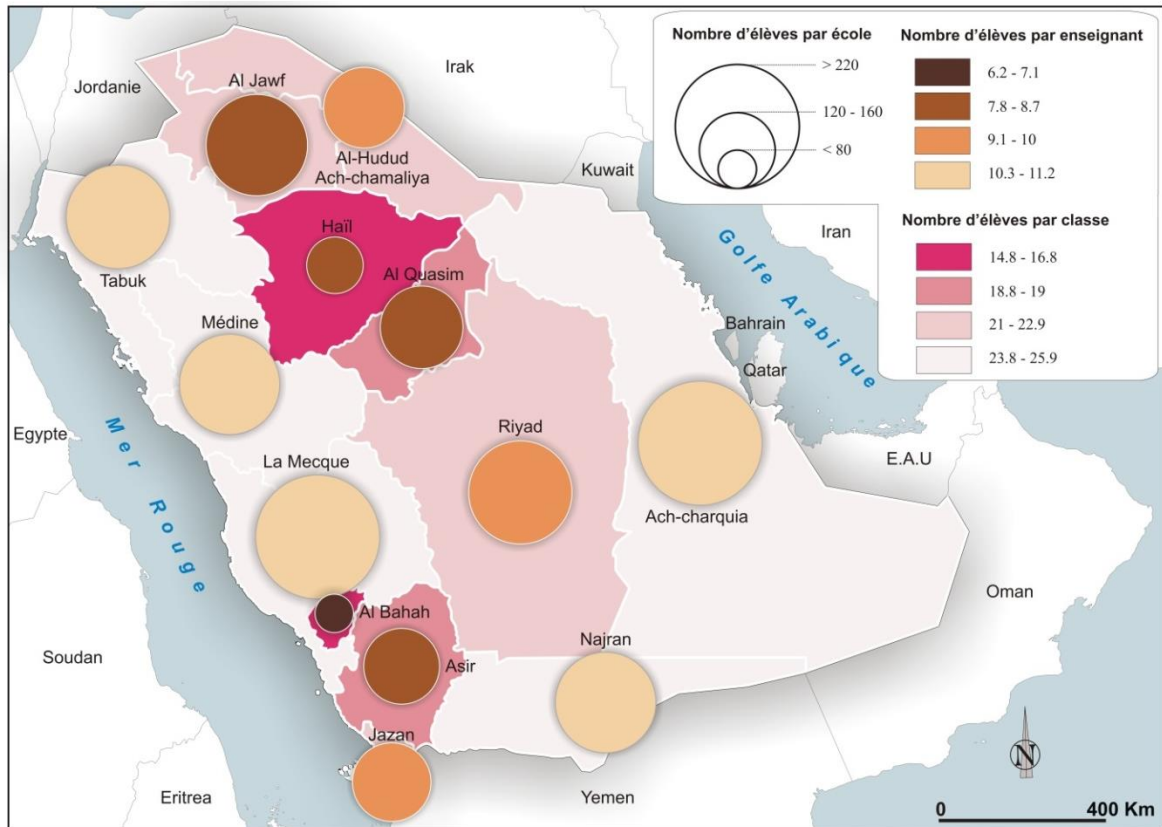 Nombre d'élèves par école
> 220
120 - 160
< 80
Nombre d'élèves par enseignant
6.2 - 7.1
7.8 - 8.7
9.1 - 10
10.3 - 11.2
Nombre d'élèves par classe
14.8 - 16.8
18.8 - 19
21 - 22.9
23.8 - 25.9
Jordanie
Irak
Al Jawf
Al-Hudud
Ach-chamaliya
Kuwait
Iran
Tabuk
Haïl
Al Quasim
Médine
Golfe Arabique
Bahrain
Qatar
Egypte
Mer Rouge
La Mecque
Riyad
Ach-charquia
E.A.U
Al Bahah
Asir
Najran
Oman
Soudan
Jazan
Eritrea
Yemen
N
0 400 Km